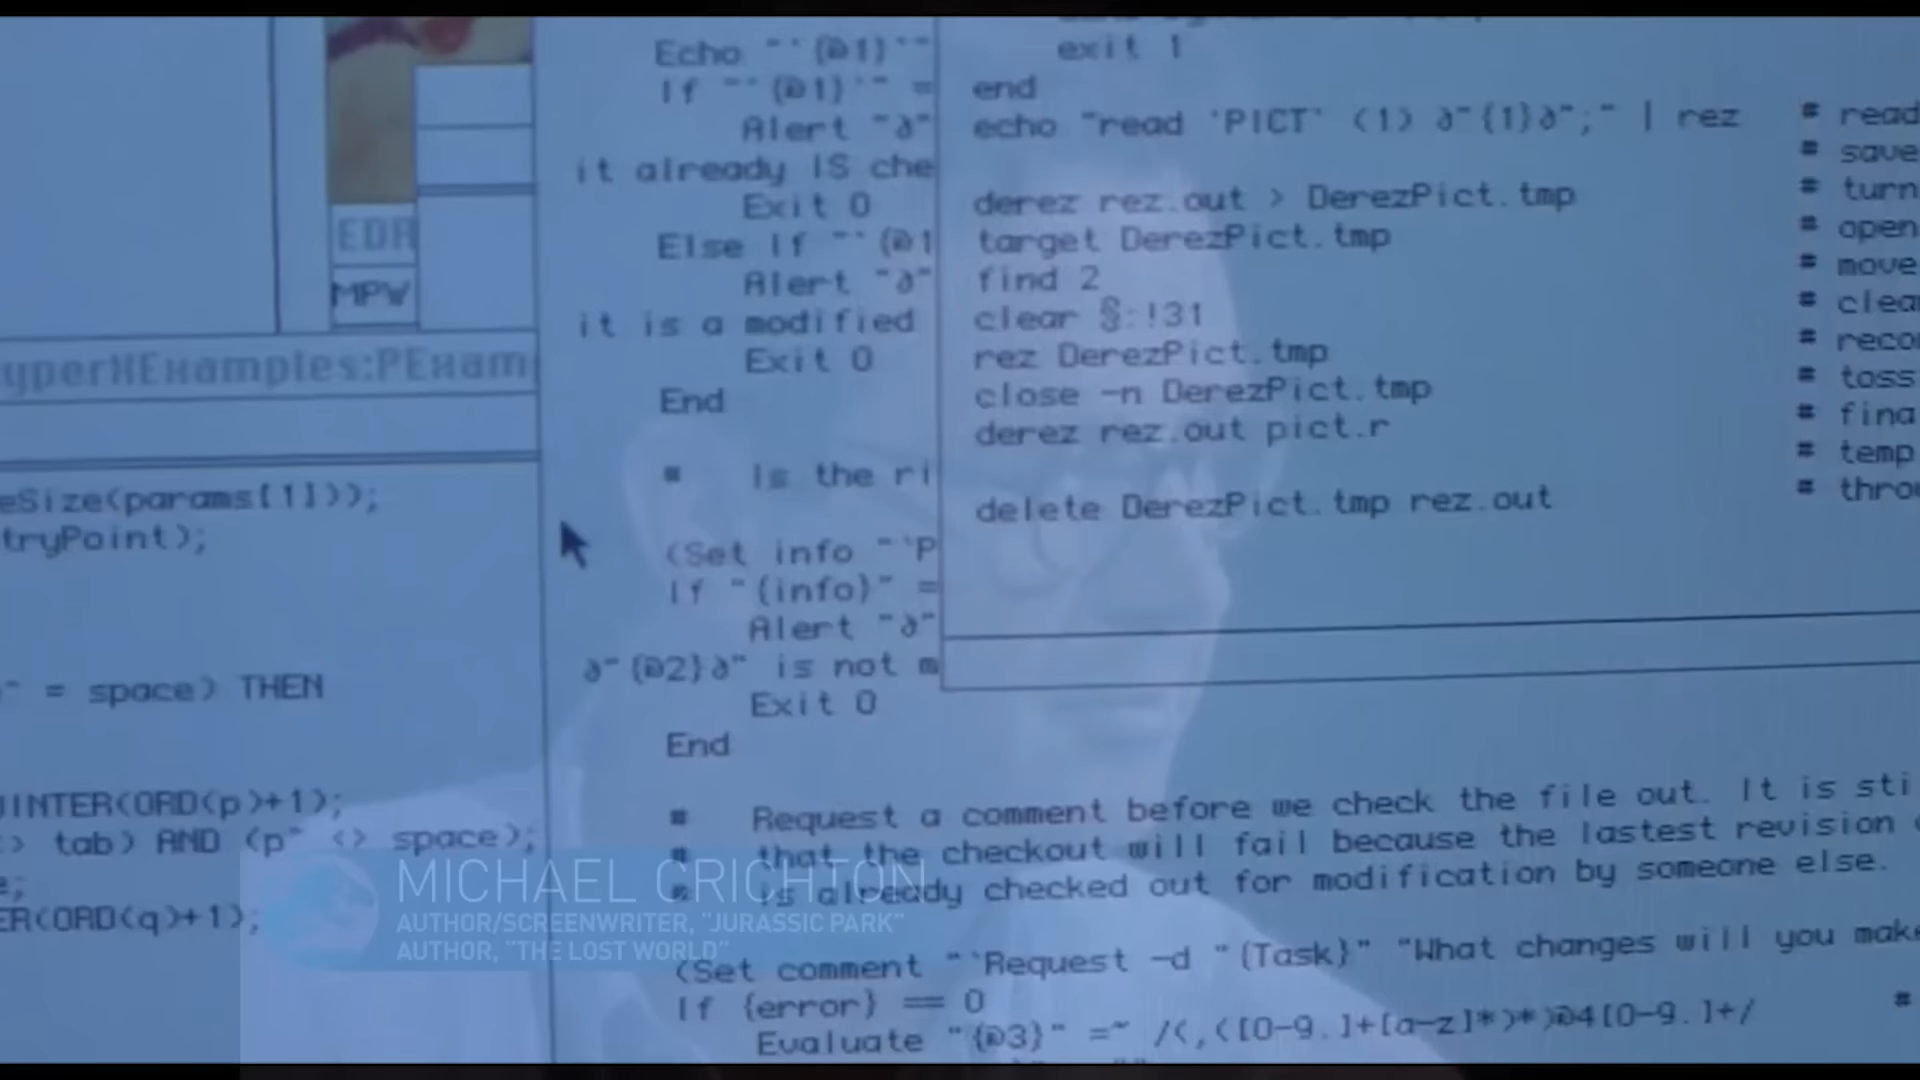 Echo "`{®1}`"
If "`{®1}`" =
Alert "∂"
it already IS che
Exit 0
Else If "`{®1
Alert "∂"
it is a modified
Exit 0
End
# Is the ri
(Set info "`P
If "{info}" =
Alert "∂"
∂"{®2}∂" is not m
Exit 0
End
# Request a comment before we check the file out. It is sti
# that the checkout will fail because the lastest revision
# is already checked out for modification by someone else.
(Set comment "`Request -d "{Task}" "What changes will you make
If {error} == 0
#
Evaluate "{®3}" =~ /(,([0-9.]+[a-z]*)*)®4[0-9.]+/
exit 1
end
echo "read 'PICT' (1) ∂"{1}∂";" | rez # read
# save
derez rez.out > DerezPict.tmp # turn
target DerezPict.tmp # open
find 2 # move
clear §:!31 # clear
rez DerezPict.tmp # reco
close -n DerezPict.tmp # toss
derez rez.out pict.r # fina
# temp
delete DerezPict.tmp rez.out # thro
EDR
MPW
yperXExamples:PExam
eSize(params[1]));
tryPoint);
= space) THEN
INTER(ORD(p)+1);
> tab) AND (p^ <> space);
e;
ER(ORD(q)+1);
MICHAEL CRICHTON
AUTHOR/SCREENWRITER, "JURASSIC PARK"
AUTHOR, "THE LOST WORLD"